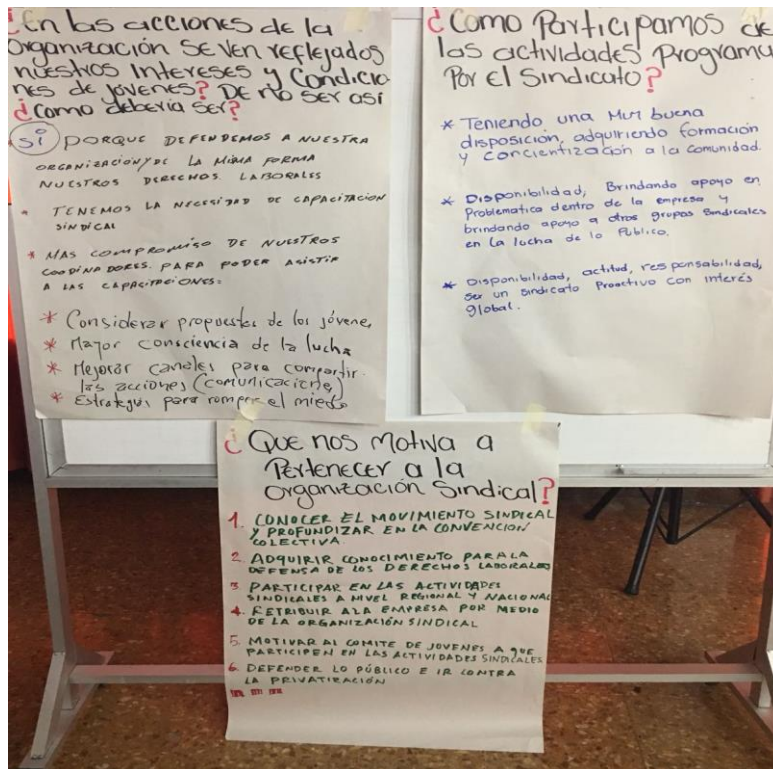 ¿En las acciones de la
Organización se ven reflejados
nuestros Intereses y Condicio
nes de jóvenes? De no ser así
¿como debería ser?
Sí PORQUE DEFENDEMOS A NUESTRA
ORGANIZACION Y DE LA MISMA FORMA
NUESTROS DERECHOS LABORALES
TENEMOS LA NECESIDAD DE CAPACITACION
SINDICAL
* MAS COMPROMISO DE NUESTROS
COODINADORES. PARA PODER ASISTIR
A LAS CAPACITACIONES.
* Considerar propuestas de los jóvene,
* Mayor consciencia de la lucha
* Mejorar canales para compartir
las acciones (comunicacione)
* Estrategias para romper el miedo
¿Como Participamos de
las actividades Programa
Por El Sindicato?
* Teniendo una Muy buena
disposición, adquiriendo formación
y concientización a la Comunidad.
* Disponibilidad, Brindando apoyo en
Problematica dentro de la empresa y
brindando apoyo a otros grupos Sindicales
en la lucha de lo Público.
* Disponibilidad, actitud, responsabilidad,
ser un sindicato Proactivo con interés
global.
¿Que nos Motiva a
Pertenecer a la
Organización Sindical?
1. CONOCER EL MOVIMIENTO SINDICAL
Y PROFUNDIZAR EN LA CONVENCION
COLECTIVA
2. ADQUIRIR CONOCIMIENTO PARA LA
DEFENSA DE LOS DERECHOS LABORALES
3 PARTICIPAR EN LAS ACTIVIDADES
SINDICALES A NIVEL REGIONAL Y NACIONAL
4. RETRIBUIR A LA EMPRESA POR MEDIO
DE LA ORGANIZACIÓN SINDICAL
5. MOTIVAR AL COMITE DE JOVENES A QUE
PARTICIPEN EN LAS ACTIVIDADES SINDICALES
6. DEFENDER LO PÚBLICO E IR CONTRA
LA PRIVATIZACIÓN